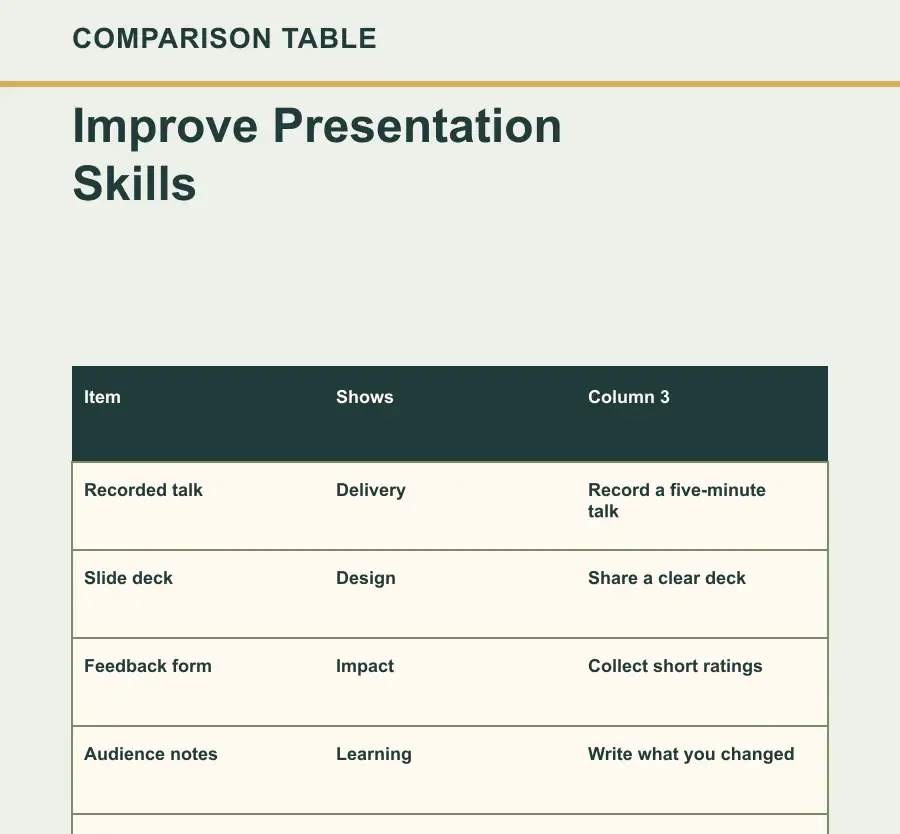 COMPARISON TABLE
Improve Presentation
Skills
Item Shows Column 3
Recorded talk Delivery Record a five-minute
talk
Slide deck Design Share a clear deck
Feedback form Impact Collect short ratings
Audience notes Learning Write what you changed